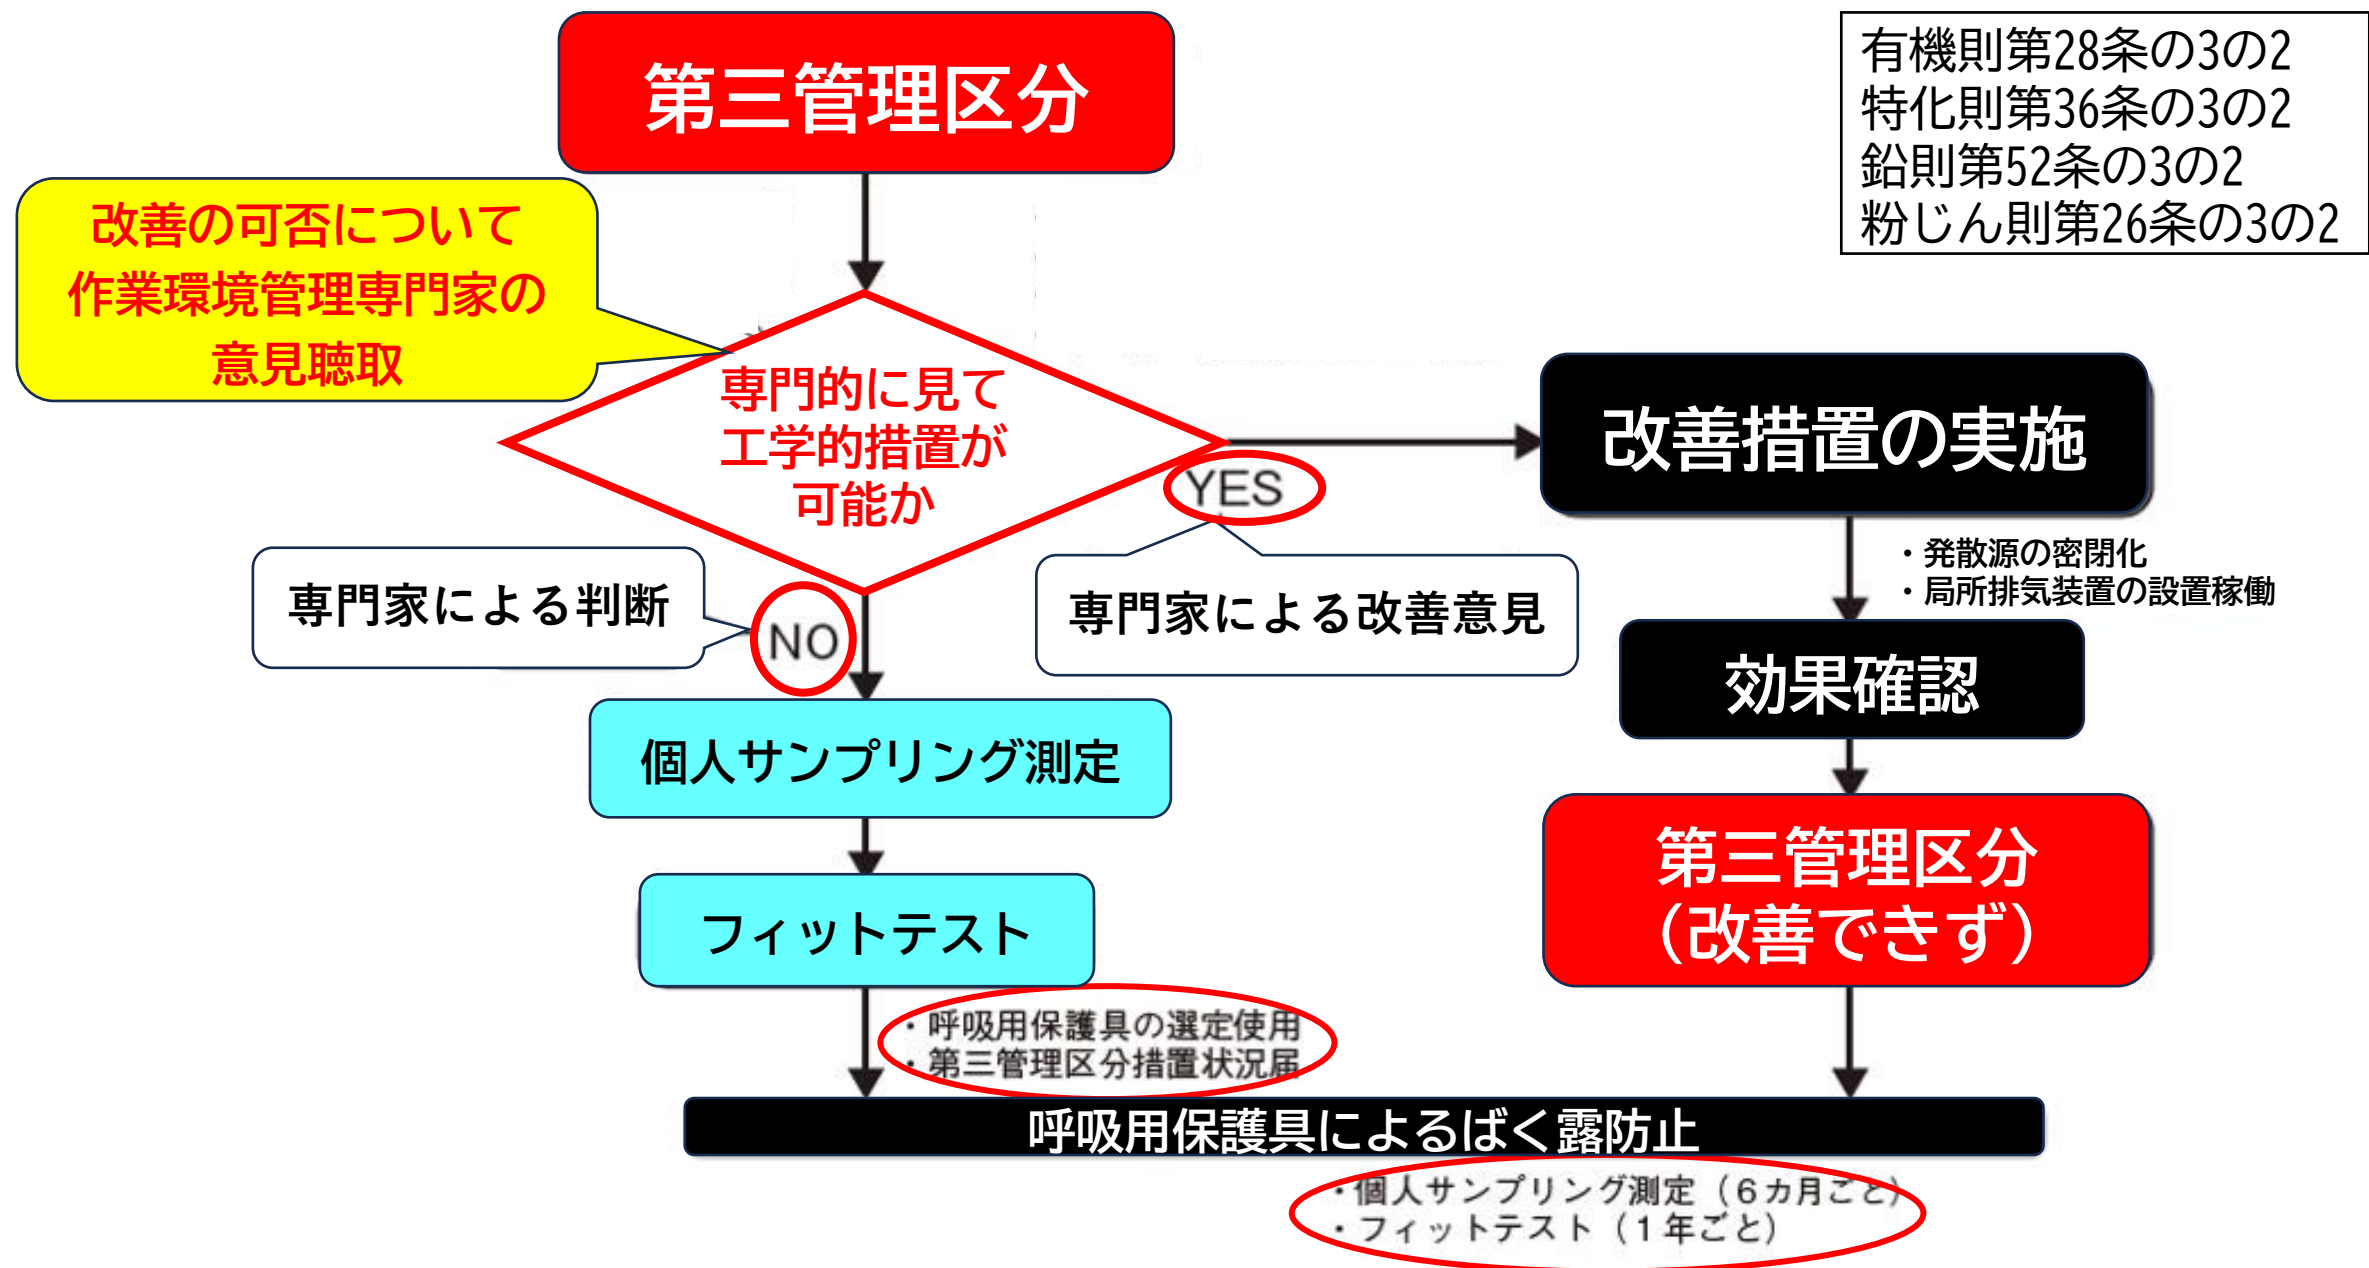 第三管理区分
有機則第28条の3の2
特化則第36条の3の2
鉛則第52条の3の2
粉じん則第26条の3の2
改善の可否について
作業環境管理専門家の
意見聴取
専門的に見て
工学的措置が
可能か
YES
改善措置の実施
専門家による判断
NO
専門家による改善意見
・発散源の密閉化
・局所排気装置の設置稼働
効果確認
個人サンプリング測定
第三管理区分
（改善できず）
フィットテスト
・呼吸用保護具の選定使用
・第三管理区分措置状況届
呼吸用保護具によるばく露防止
・個人サンプリング測定（６カ月ごと）
・フィットテスト（１年ごと）